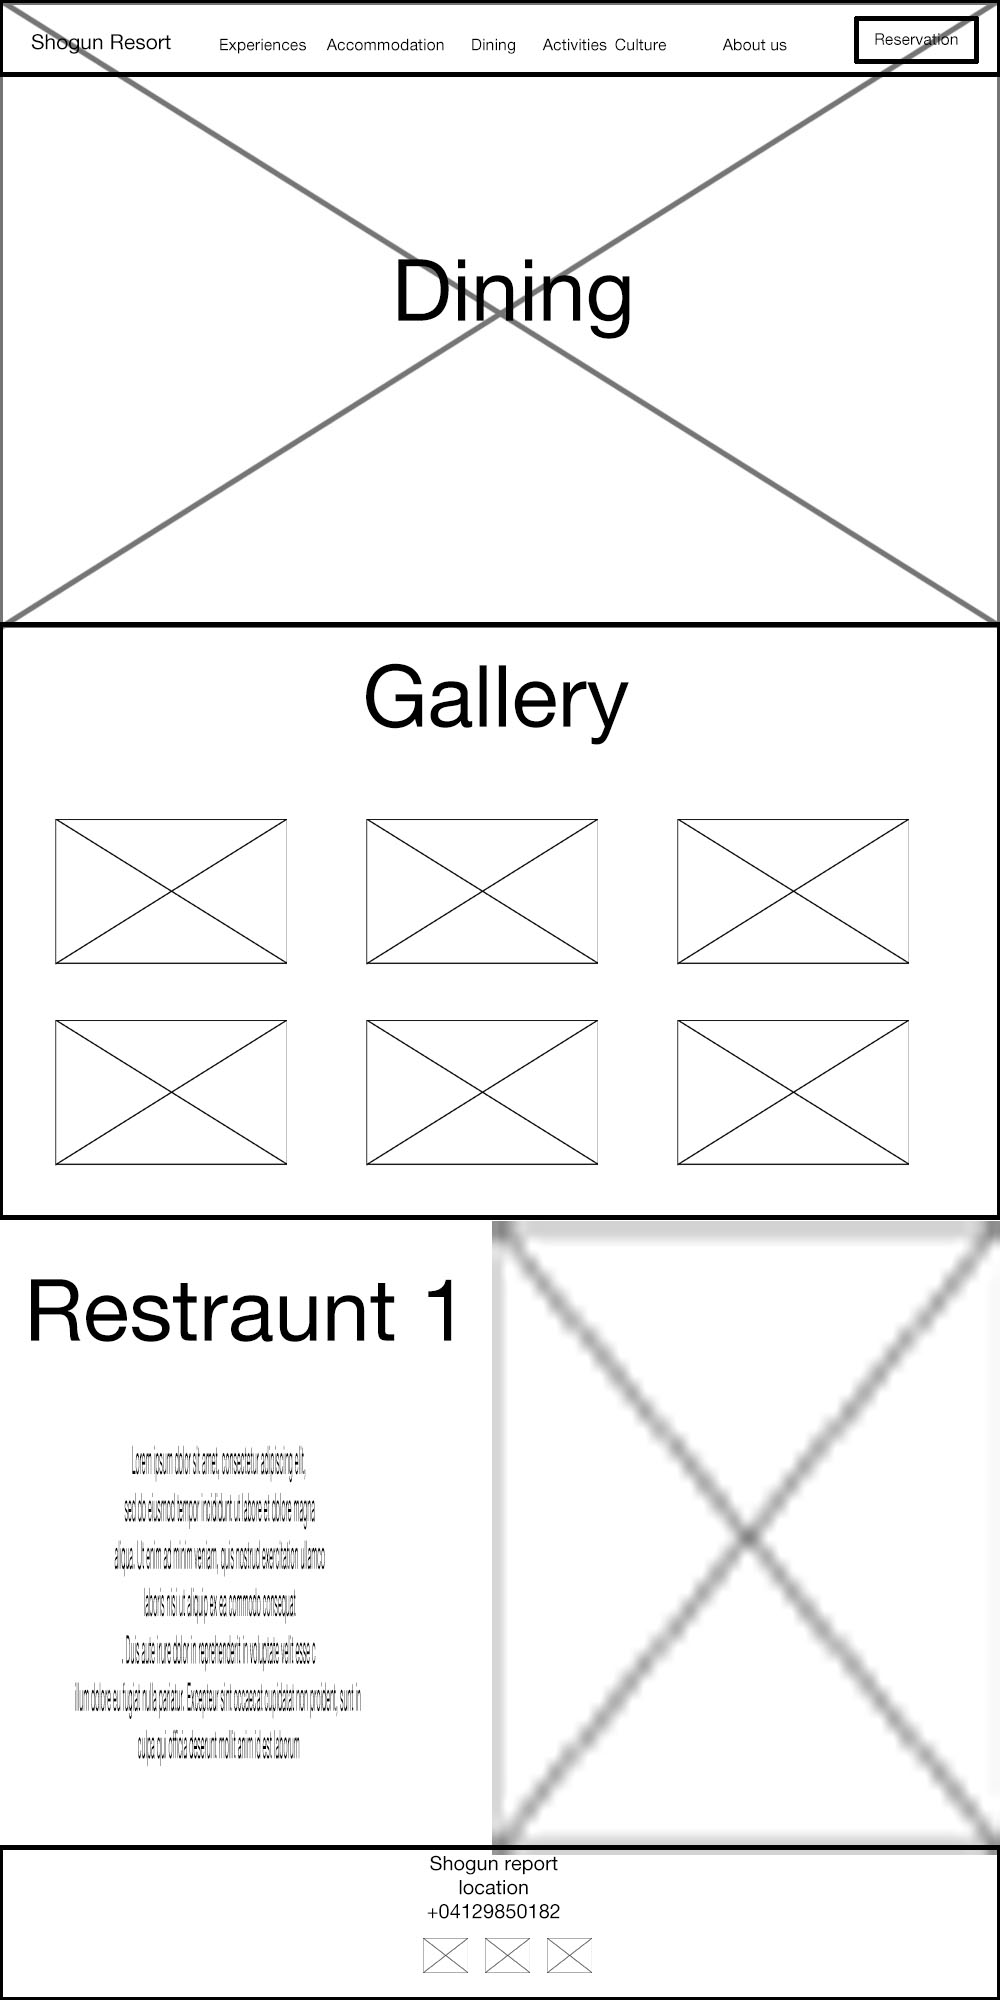 Shogun Resort Experiences Accommodation Dining Activities Culture About us Reservation
Dining
Gallery
Restraunt 1
Lorem ipsum dolor sit amet, consectetur adipiscing elit,
sed do eiusmod tempor incididunt ut labore et dolore magna
aliqua. Ut enim ad minim veniam, quis nostrud exercitation ullamco
laboris nisi ut aliquip ex ea commodo consequat
. Duis aute irure dolor in reprehenderit in voluptate velit esse c
illum dolore eu fugiat nulla pariatur. Excepteur sint occaecat cupidatat non proident, sunt in
culpa qui officia deserunt mollit anim id est laborum
Shogun report
location
+04129850182